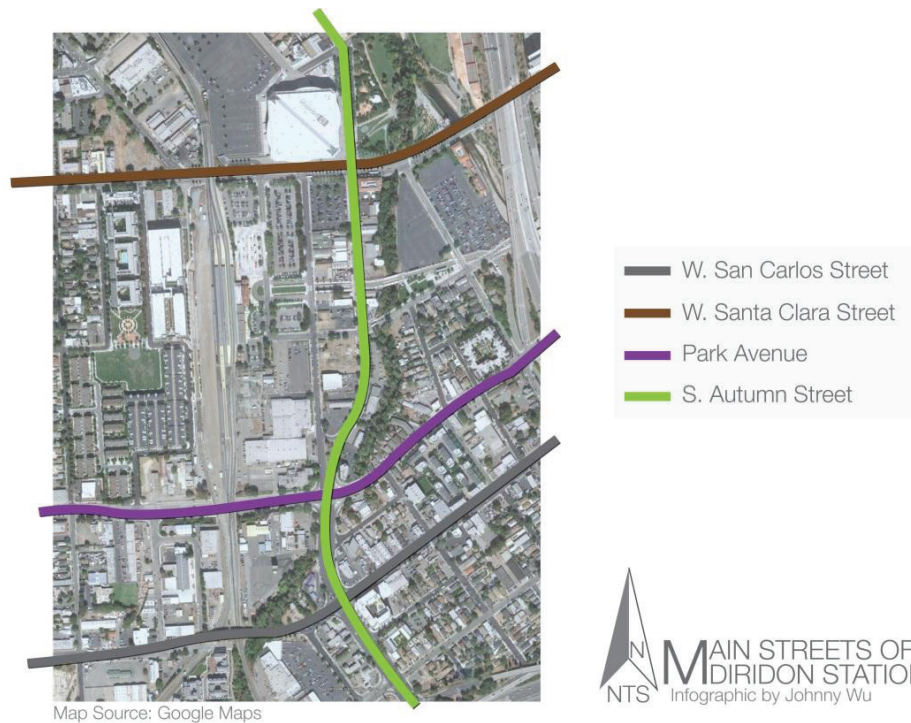 W. San Carlos Street
W. Santa Clara Street
Park Avenue
S. Autumn Street
N
NTS
MAIN STREETS OF
DIRIDON STATION
Infographic by Johnny Wu
Map Source: Google Maps